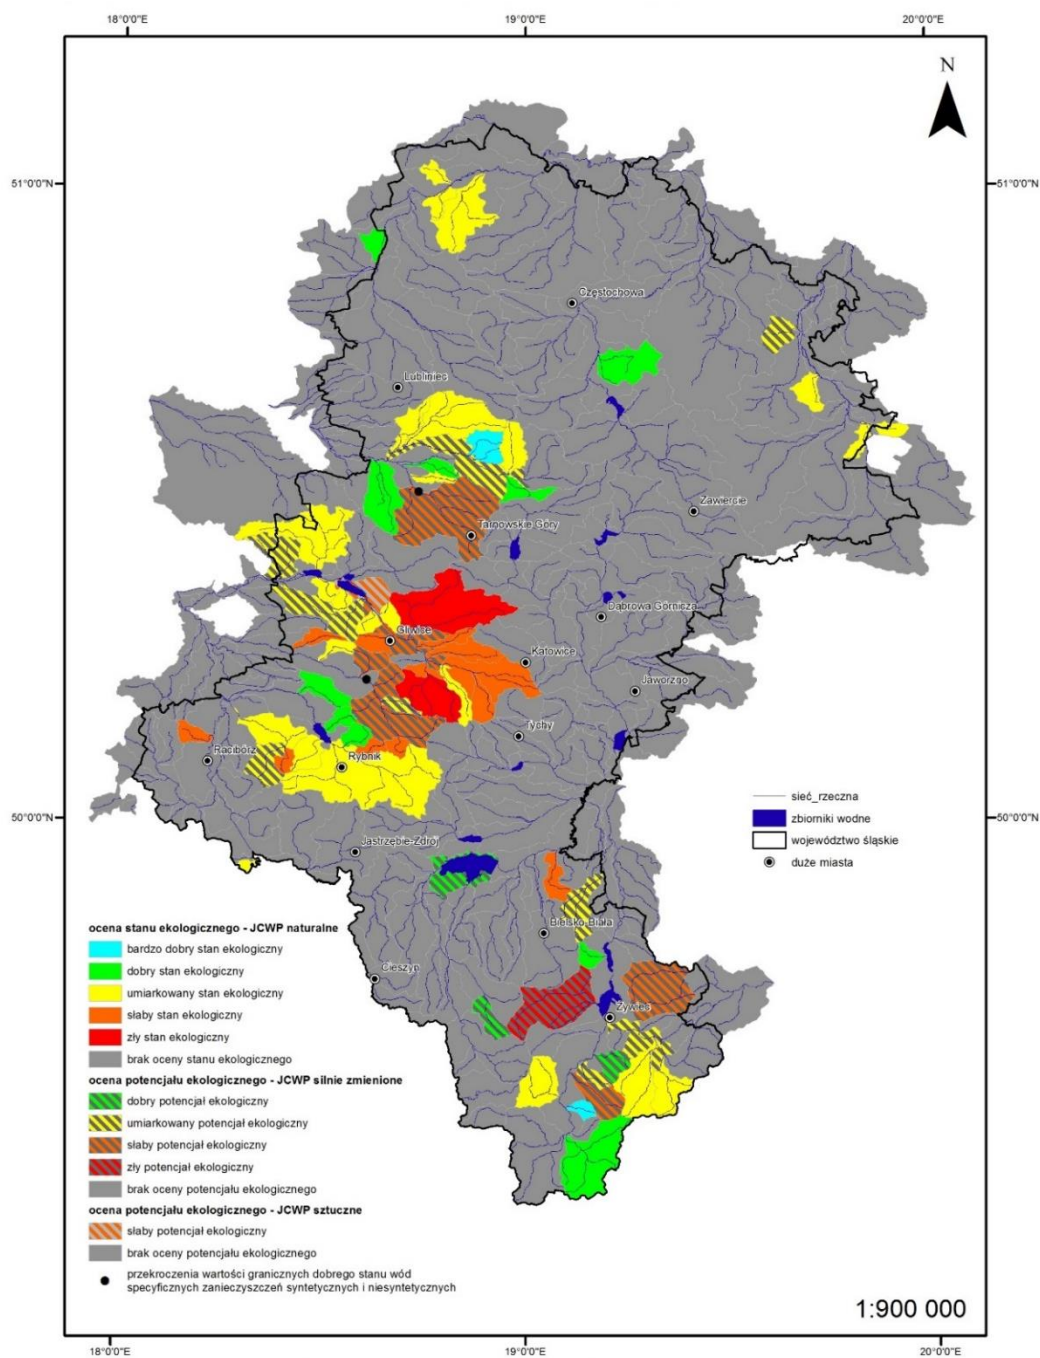 18°0'0"E
19°0'0"E
20°0'0"E
N
51°0'0"N
51°0'0"N
Częstochowa
Lubliniec
Zawiercie
Tarnowskie Góry
Dąbrowa Górnicza
Gliwice
Katowice
Jaworzno
Tychy
Racibórz
Rybnik
50°0'0"N
50°0'0"N
Jastrzębie-Zdrój
Bielsko-Biała
Cieszyn
Żywiec
sieć_rzeczna
zbiorniki wodne
województwo śląskie
duże miasta
ocena stanu ekologicznego - JCWP naturalne
bardzo dobry stan ekologiczny
dobry stan ekologiczny
umiarkowany stan ekologiczny
słaby stan ekologiczny
zły stan ekologiczny
brak oceny stanu ekologicznego
ocena potencjału ekologicznego - JCWP silnie zmienione
dobry potencjał ekologiczny
umiarkowany potencjał ekologiczny
słaby potencjał ekologiczny
zły potencjał ekologiczny
brak oceny potencjału ekologicznego
ocena potencjału ekologicznego - JCWP sztuczne
słaby potencjał ekologiczny
brak oceny potencjału ekologicznego
przekroczenia wartości granicznych dobrego stanu wód
specyficznych zanieczyszczeń syntetycznych i niesyntetycznych
1:900 000
18°0'0"E
19°0'0"E
20°0'0"E